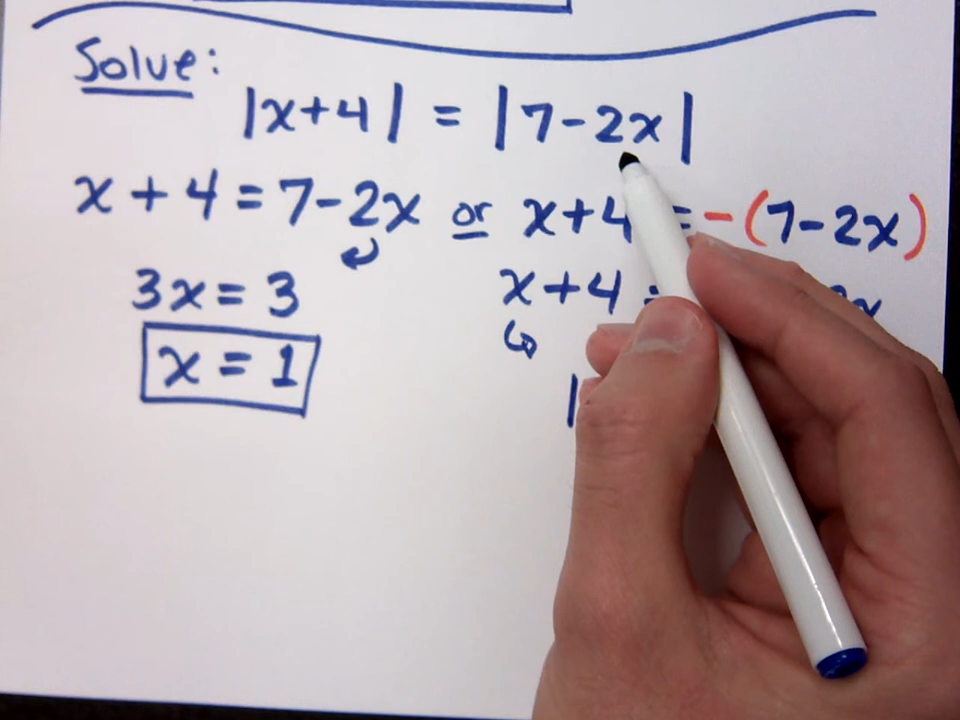 Solve:
|x+4| = |7-2x|
x + 4 = 7-2x or x+4 = -(7-2x)
3x = 3
x+4
x = 1